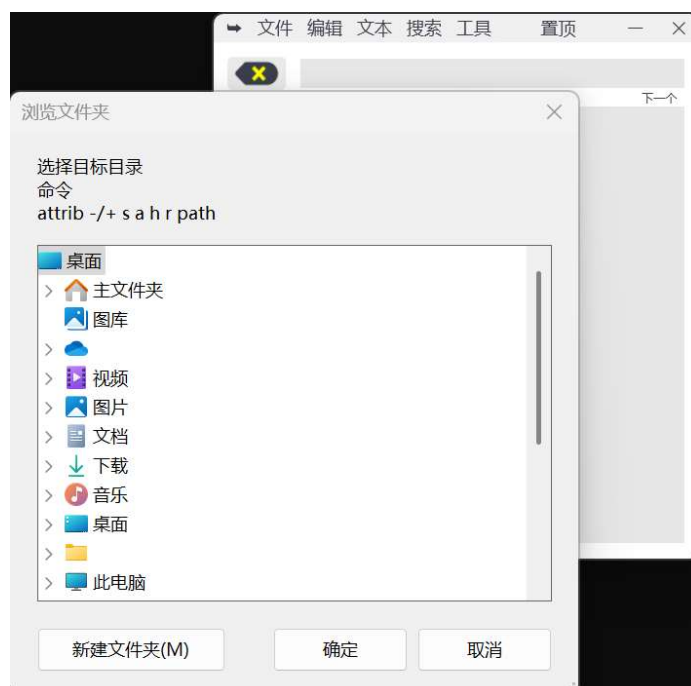 文件 编辑 文本 搜索 工具 置顶
下一个
浏览文件夹
选择目标目录
命令
attrib -/+ s a h r path
桌面
主文件夹
图库
视频
图片
文档
下载
音乐
桌面
此电脑
新建文件夹(M) 确定 取消